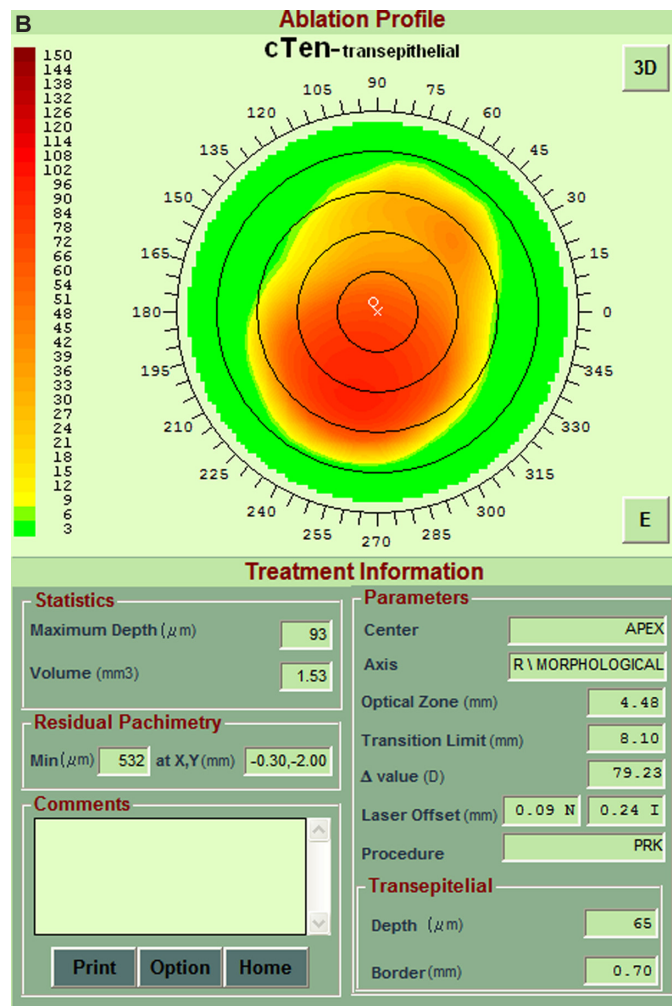 B
Ablation Profile
cTen-transepithelial
3D
150
144
138
132
126
120
114
108
102
96
90
84
78
72
66
60
54
51
48
45
42
39
36
33
30
27
24
21
18
15
12
9
6
3
90
75
60
45
30
15
0
345
330
315
300
285
270
255
240
225
210
195
180
165
150
135
120
105
E
Treatment Information
Statistics
Maximum Depth (μm) 93
Volume (mm3) 1.53
Residual Pachimetry
Min (μm) 532 at X,Y (mm) -0.30,-2.00
Comments
Print Option Home
Parameters
Center APEX
Axis R \ MORPHOLOGICAL
Optical Zone (mm) 4.48
Transition Limit (mm) 8.10
Δ value (D) 79.23
Laser Offset (mm) 0.09 N 0.24 I
Procedure PRK
Transepitelial
Depth (μm) 65
Border (mm) 0.70